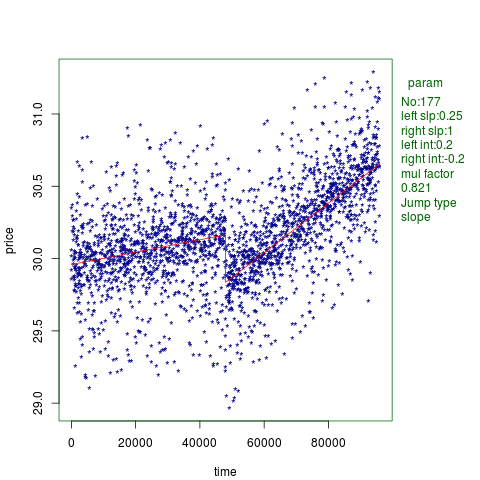 param
No:177
left slp:0.25
right slp:1
left int:0.2
right int:-0.2
mul factor
0.821
Jump type
slope
31.0
30.5
30.0
29.5
29.0
price
0 20000 40000 60000 80000
time